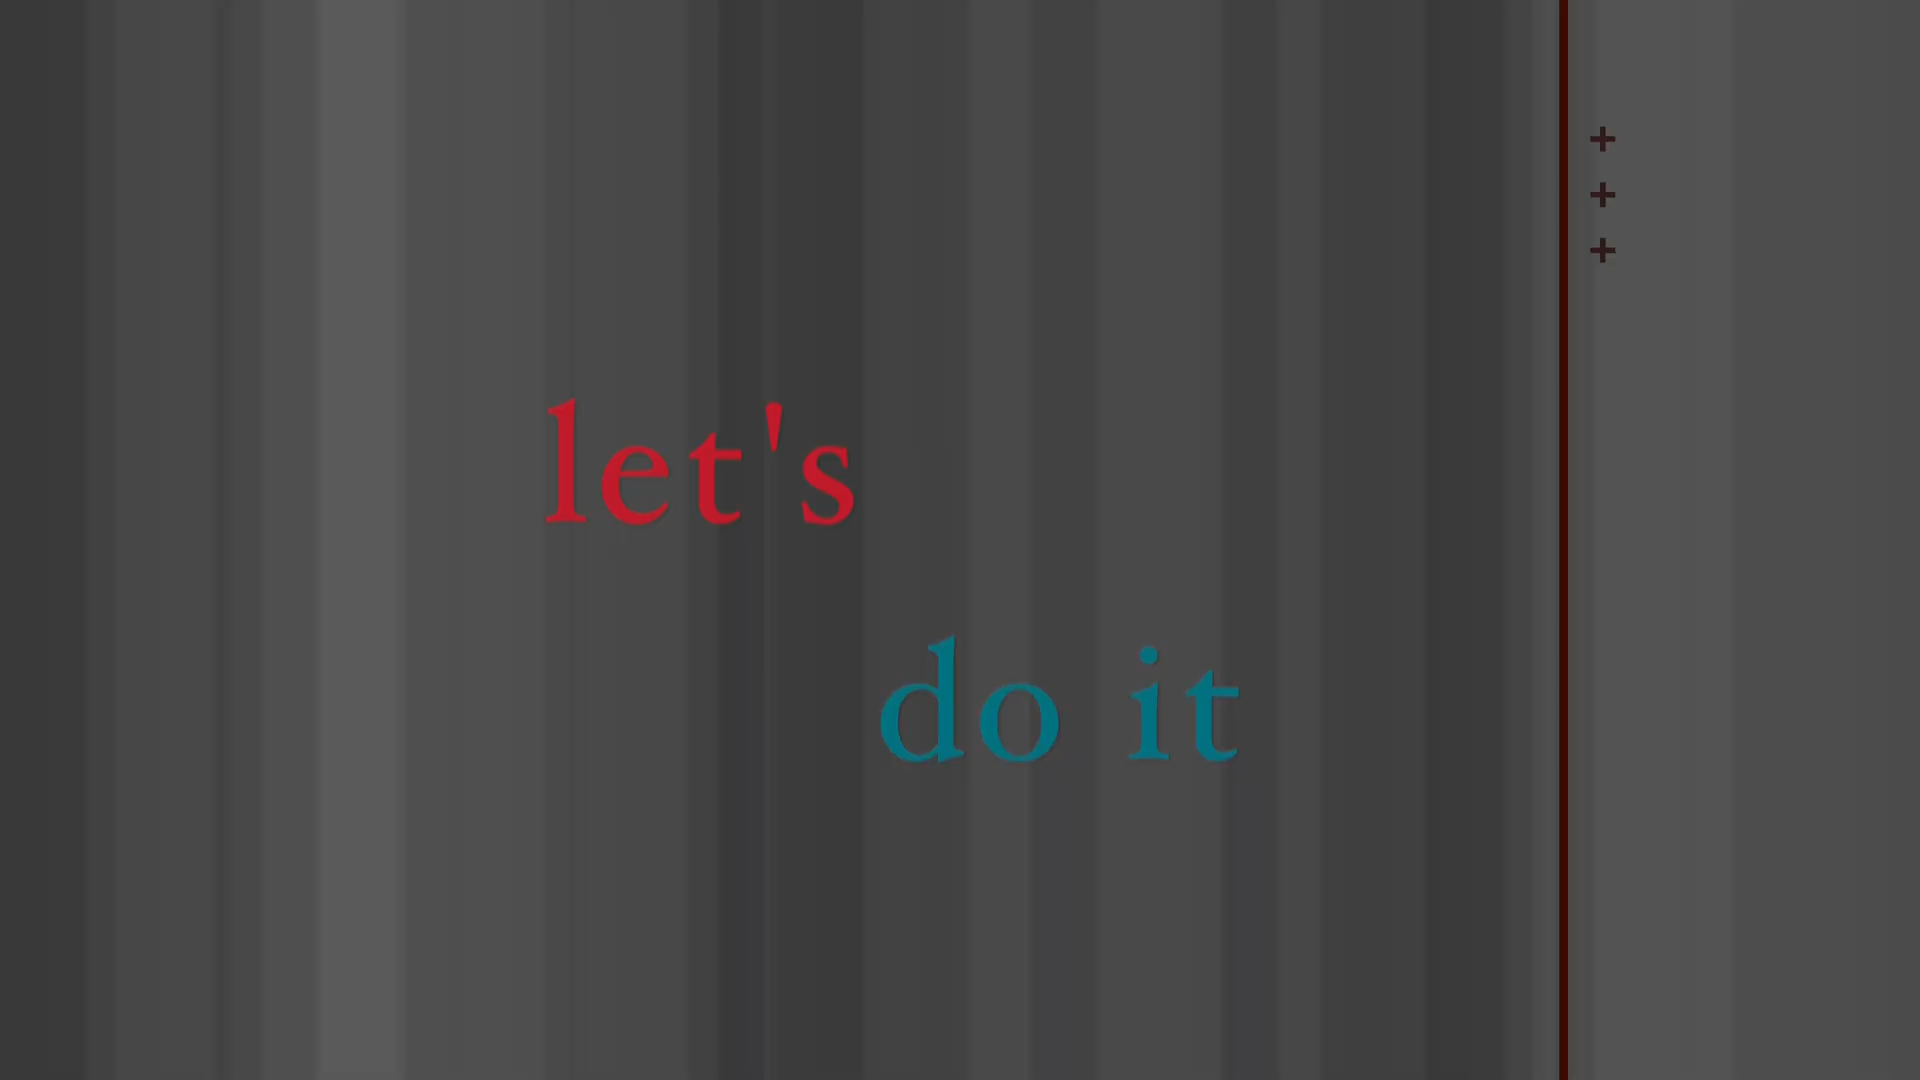 let's
do it
+
+
+